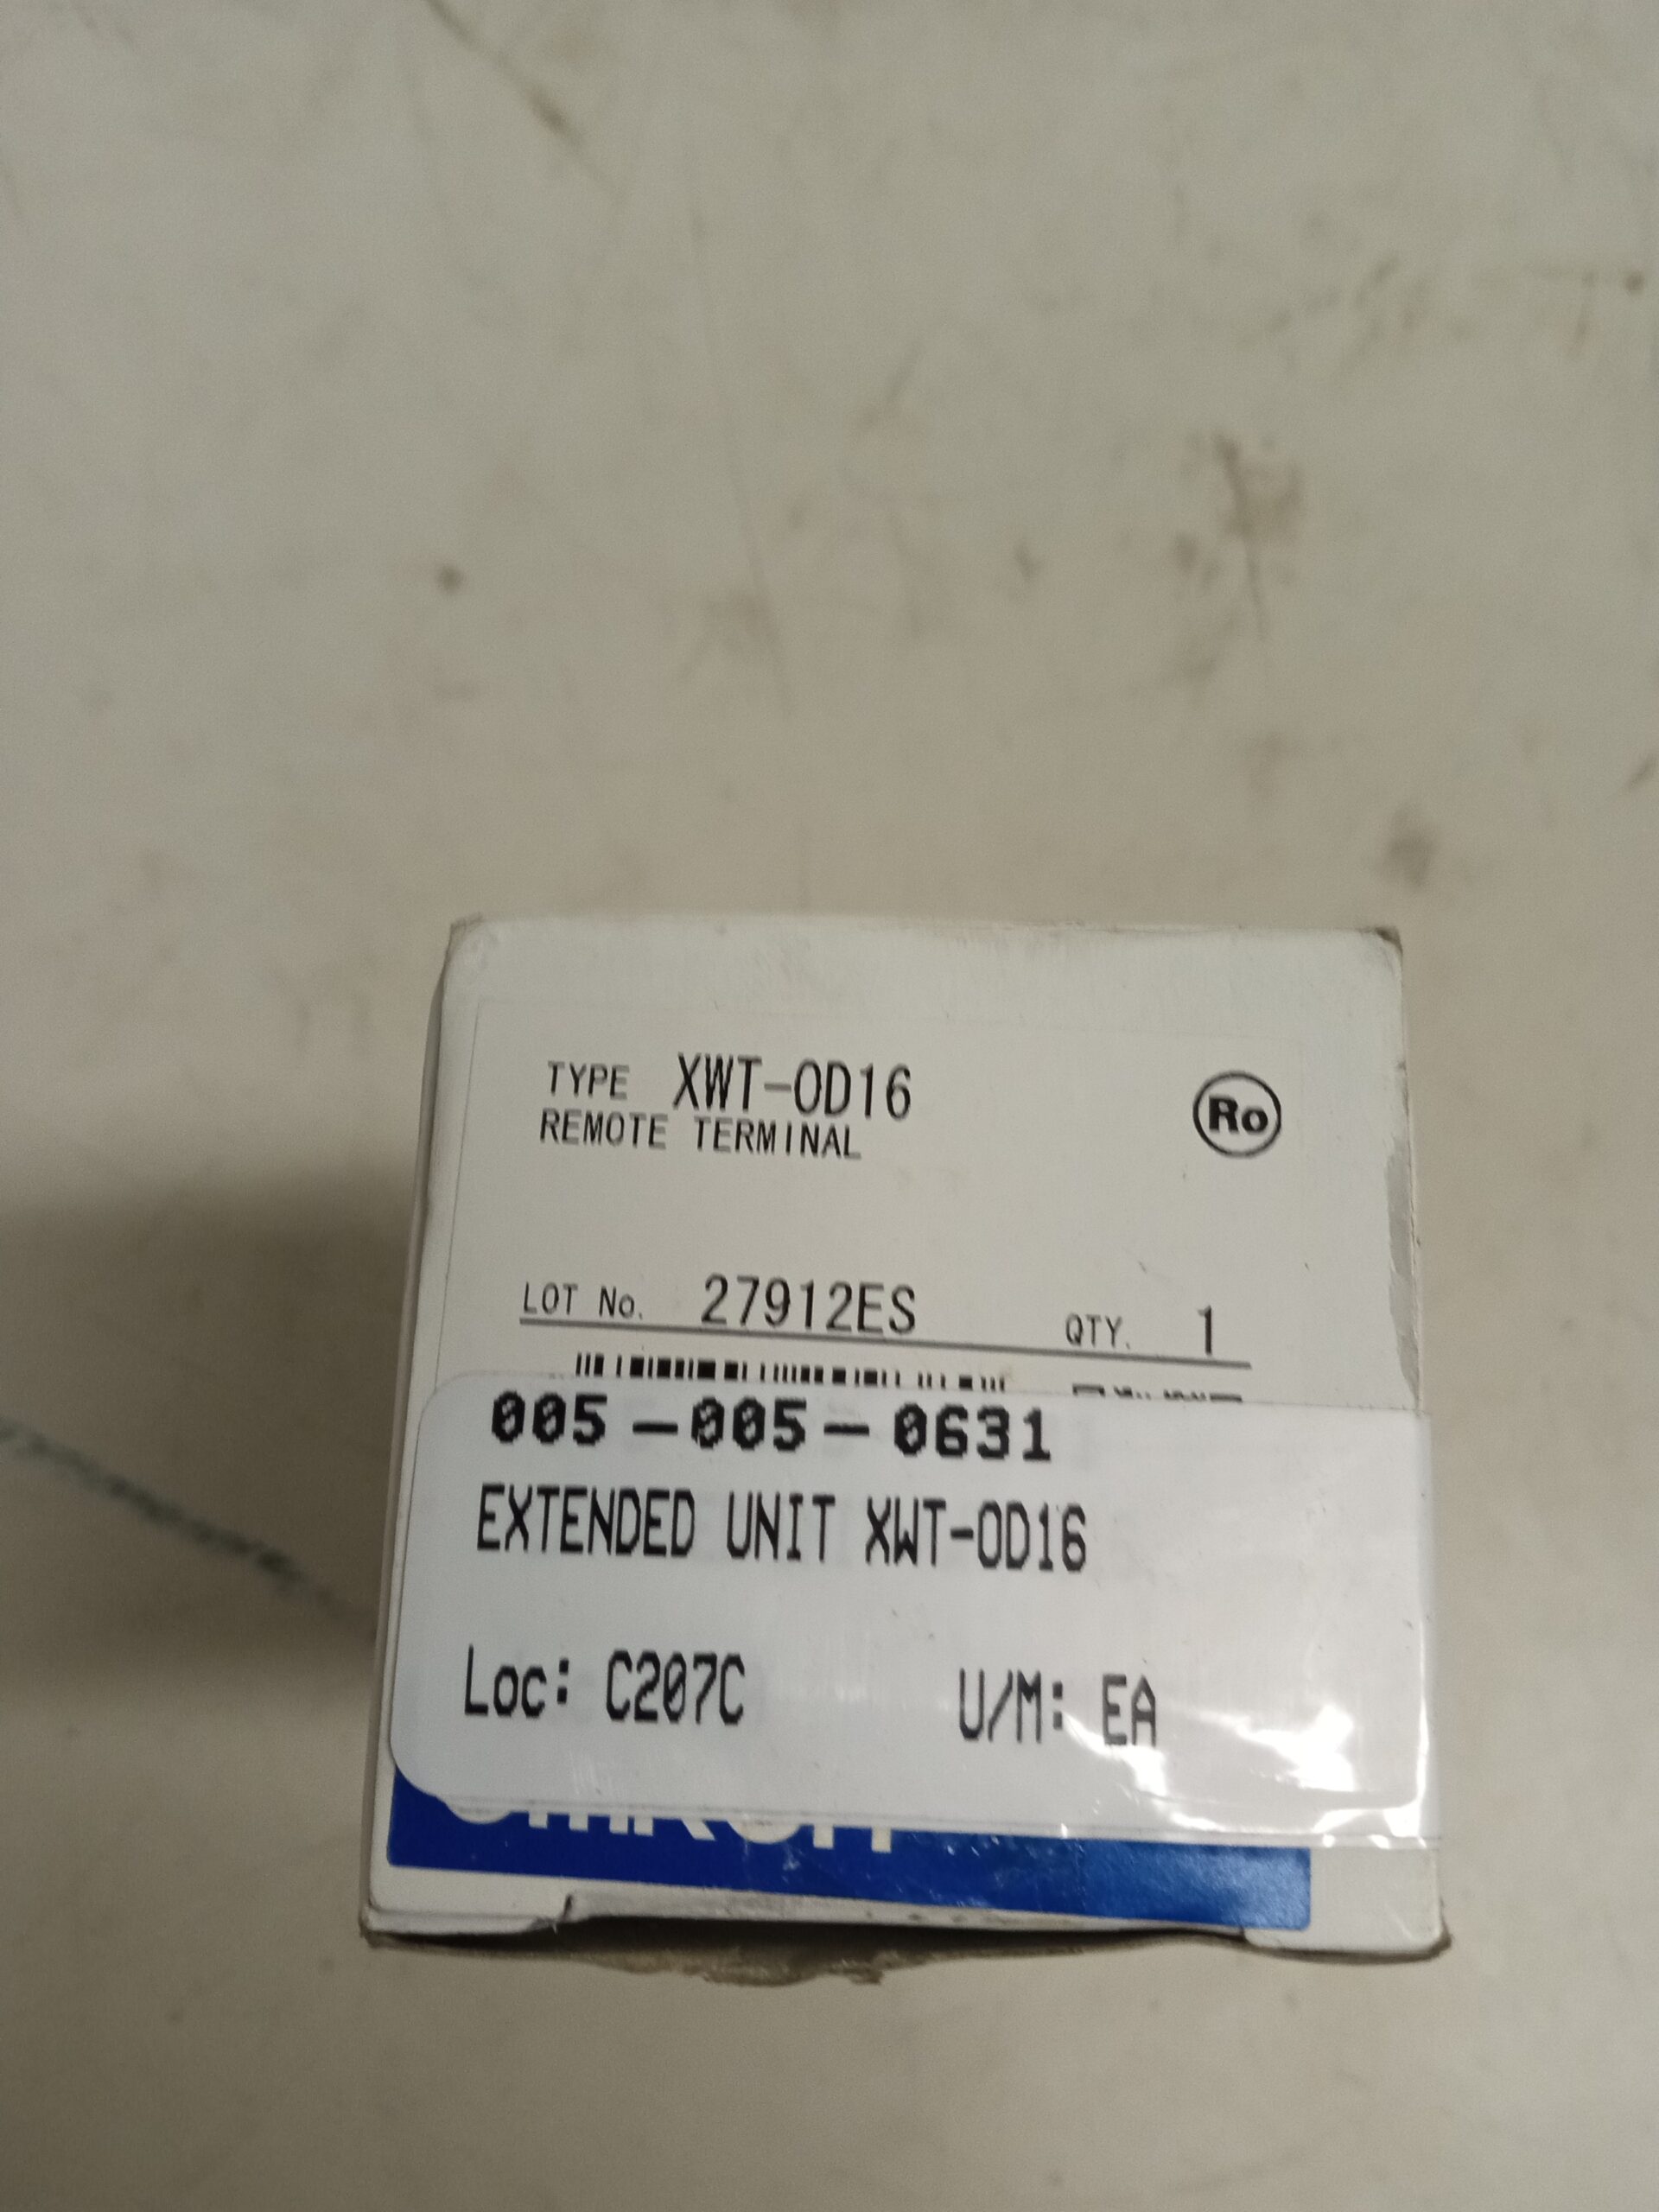 TYPE XWT-OD16
REMOTE TERMINAL
Ro
LOT No. 27912ES QTY. 1
005-005-0631
EXTENDED UNIT XWT-OD16
Loc: C207C U/M: EA
OMRON